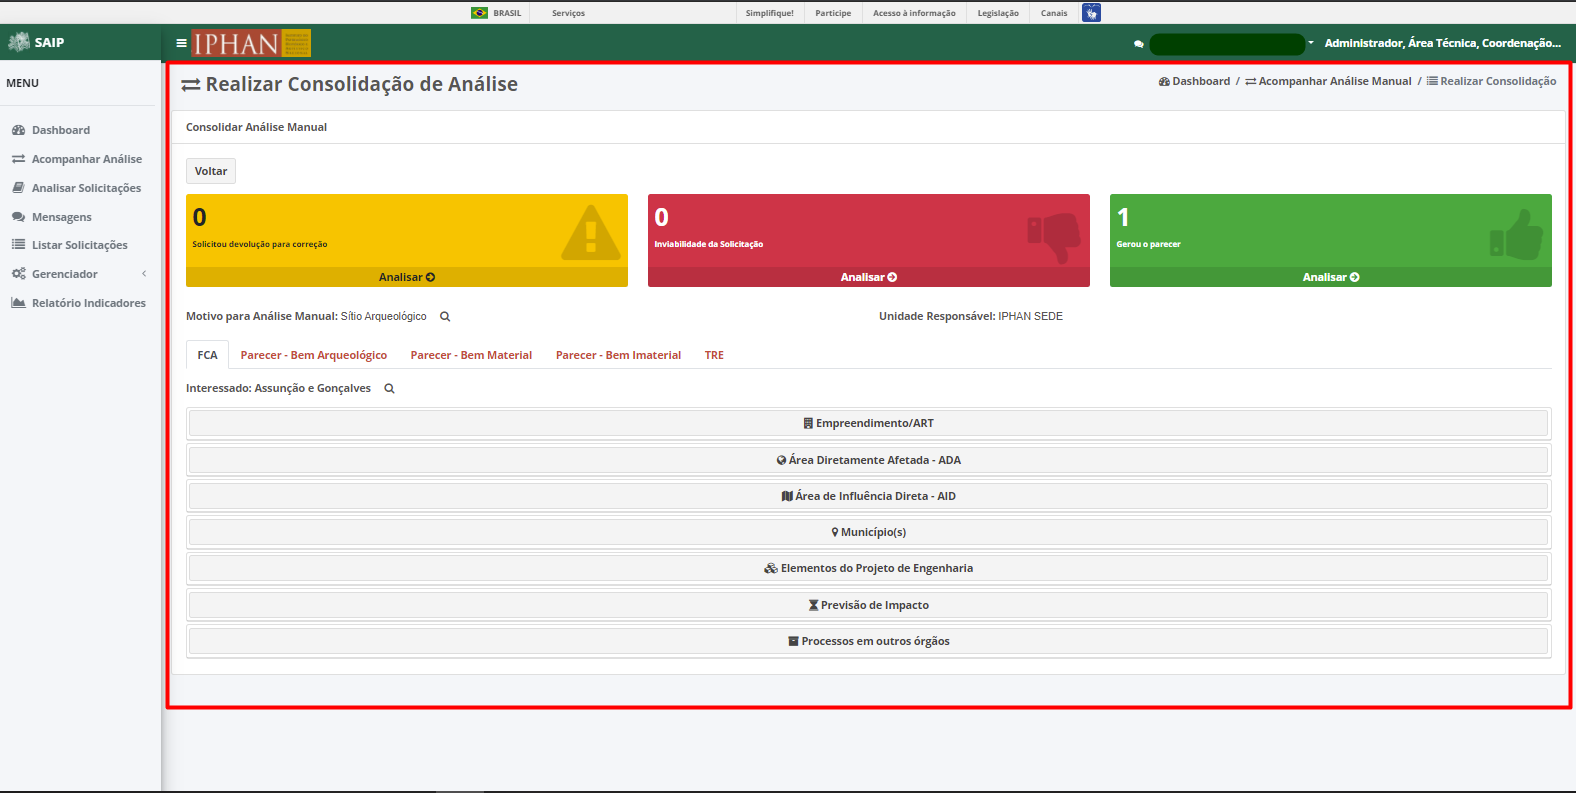 BRASIL Serviços Simplifique! Participe Acesso à informação Legislação Canais
SAIP
IPHAN
Administrador, Área Técnica, Coordenação...
MENU
Dashboard
Acompanhar Análise
Analisar Solicitações
Mensagens
Listar Solicitações
Gerenciador
Relatório Indicadores
Realizar Consolidação de Análise
Dashboard / Acompanhar Análise Manual / Realizar Consolidação
Consolidar Análise Manual
Voltar
0
Solicitou devolução para correção
Analisar
0
Inviabilidade da Solicitação
Analisar
1
Gerou o parecer
Analisar
Motivo para Análise Manual: Sítio Arqueológico
Unidade Responsável: IPHAN SEDE
FCA Parecer - Bem Arqueológico Parecer - Bem Material Parecer - Bem Imaterial TRE
Interessado: Assunção e Gonçalves
Empreendimento/ART
Área Diretamente Afetada - ADA
Área de Influência Direta - AID
Município(s)
Elementos do Projeto de Engenharia
Previsão de Impacto
Processos em outros órgãos